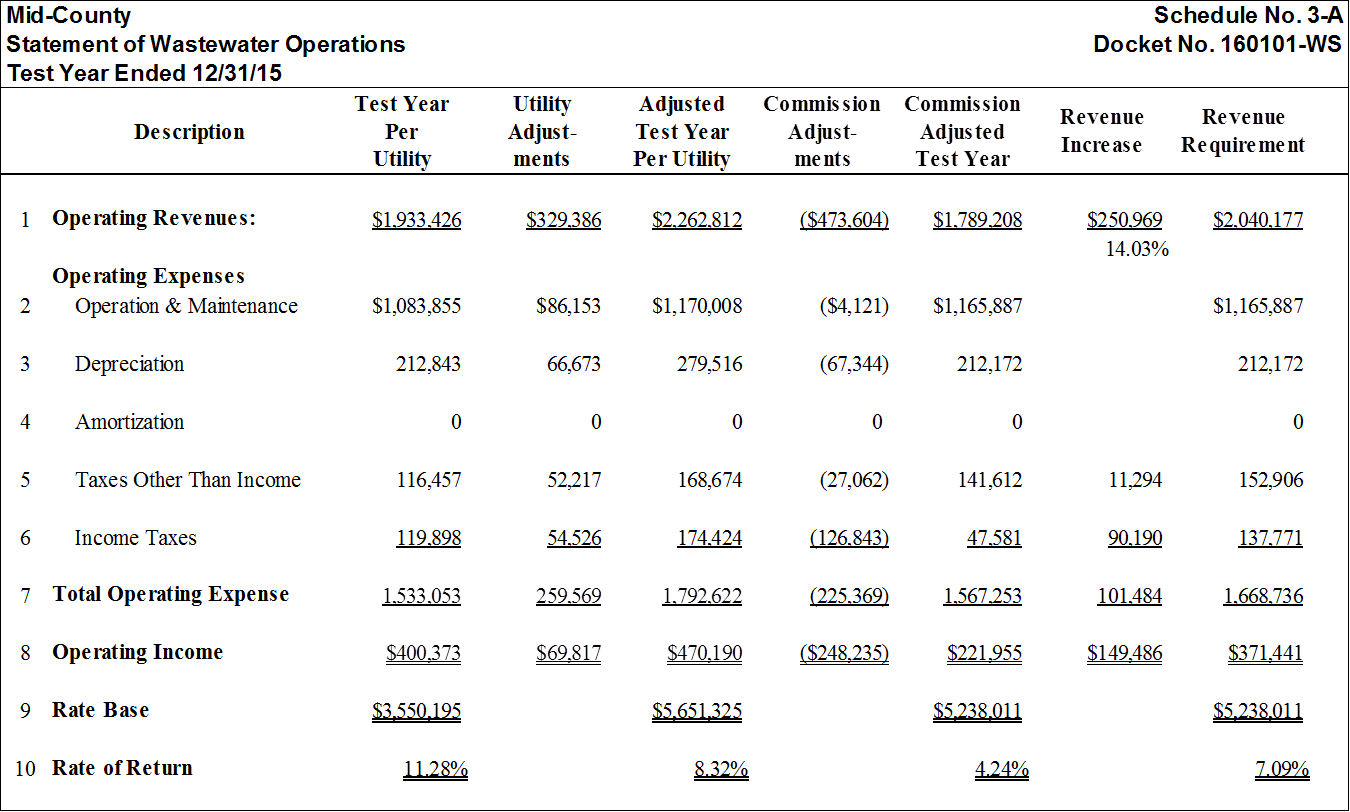 Mid-County Schedule No. 3-A
Statement of Wastewater Operations Docket No. 160101-WS
Test Year Ended 12/31/15
Test Year Utility Adjusted Commission Commission
Description Per Adjust- Test Year Adjust- Adjusted Revenue Revenue
Utility ments Per Utility ments Test Year Increase Requirement
1 Operating Revenues: $1,933,426 $329,386 $2,262,812 ($473,604) $1,789,208 $250,969 $2,040,177
14.03%
Operating Expenses
2 Operation & Maintenance $1,083,855 $86,153 $1,170,008 ($4,121) $1,165,887 $1,165,887
3 Depreciation 212,843 66,673 279,516 (67,344) 212,172 212,172
4 Amortization 0 0 0 0 0 0
5 Taxes Other Than Income 116,457 52,217 168,674 (27,062) 141,612 11,294 152,906
6 Income Taxes 119,898 54,526 174,424 (126,843) 47,581 90,190 137,771
7 Total Operating Expense 1,533,053 259,569 1,792,622 (225,369) 1,567,253 101,484 1,668,736
8 Operating Income $400,373 $69,817 $470,190 ($248,235) $221,955 $149,486 $371,441
9 Rate Base $3,550,195 $5,651,325 $5,238,011 $5,238,011
10 Rate of Return 11.28% 8.32% 4.24% 7.09%